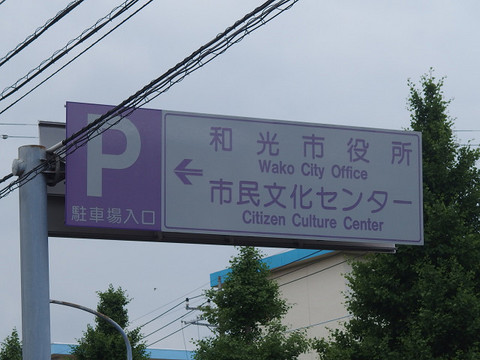 P
駐車場入口
和光市役所
Wako City Office
←
市民文化センター
Citizen Culture Center